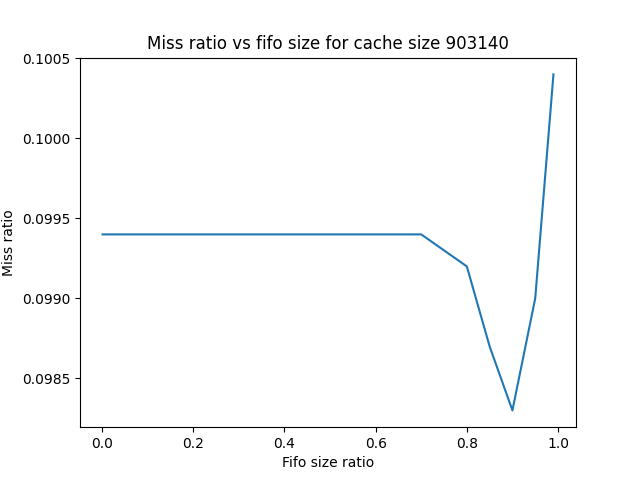 Miss ratio vs fifo size for cache size 903140
0.1005
0.1000
0.0995
0.0990
0.0985
Miss ratio
0.0 0.2 0.4 0.6 0.8 1.0
Fifo size ratio